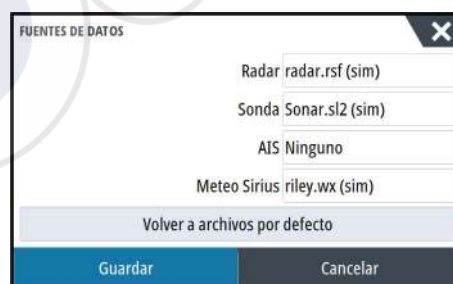 FUENTES DE DATOS
Radar radar.rsf (sim)
Sonda Sonar.sl2 (sim)
AIS Ninguno
Meteo Sirius riley.wx (sim)
Volver a archivos por defecto
Guardar Cancelar